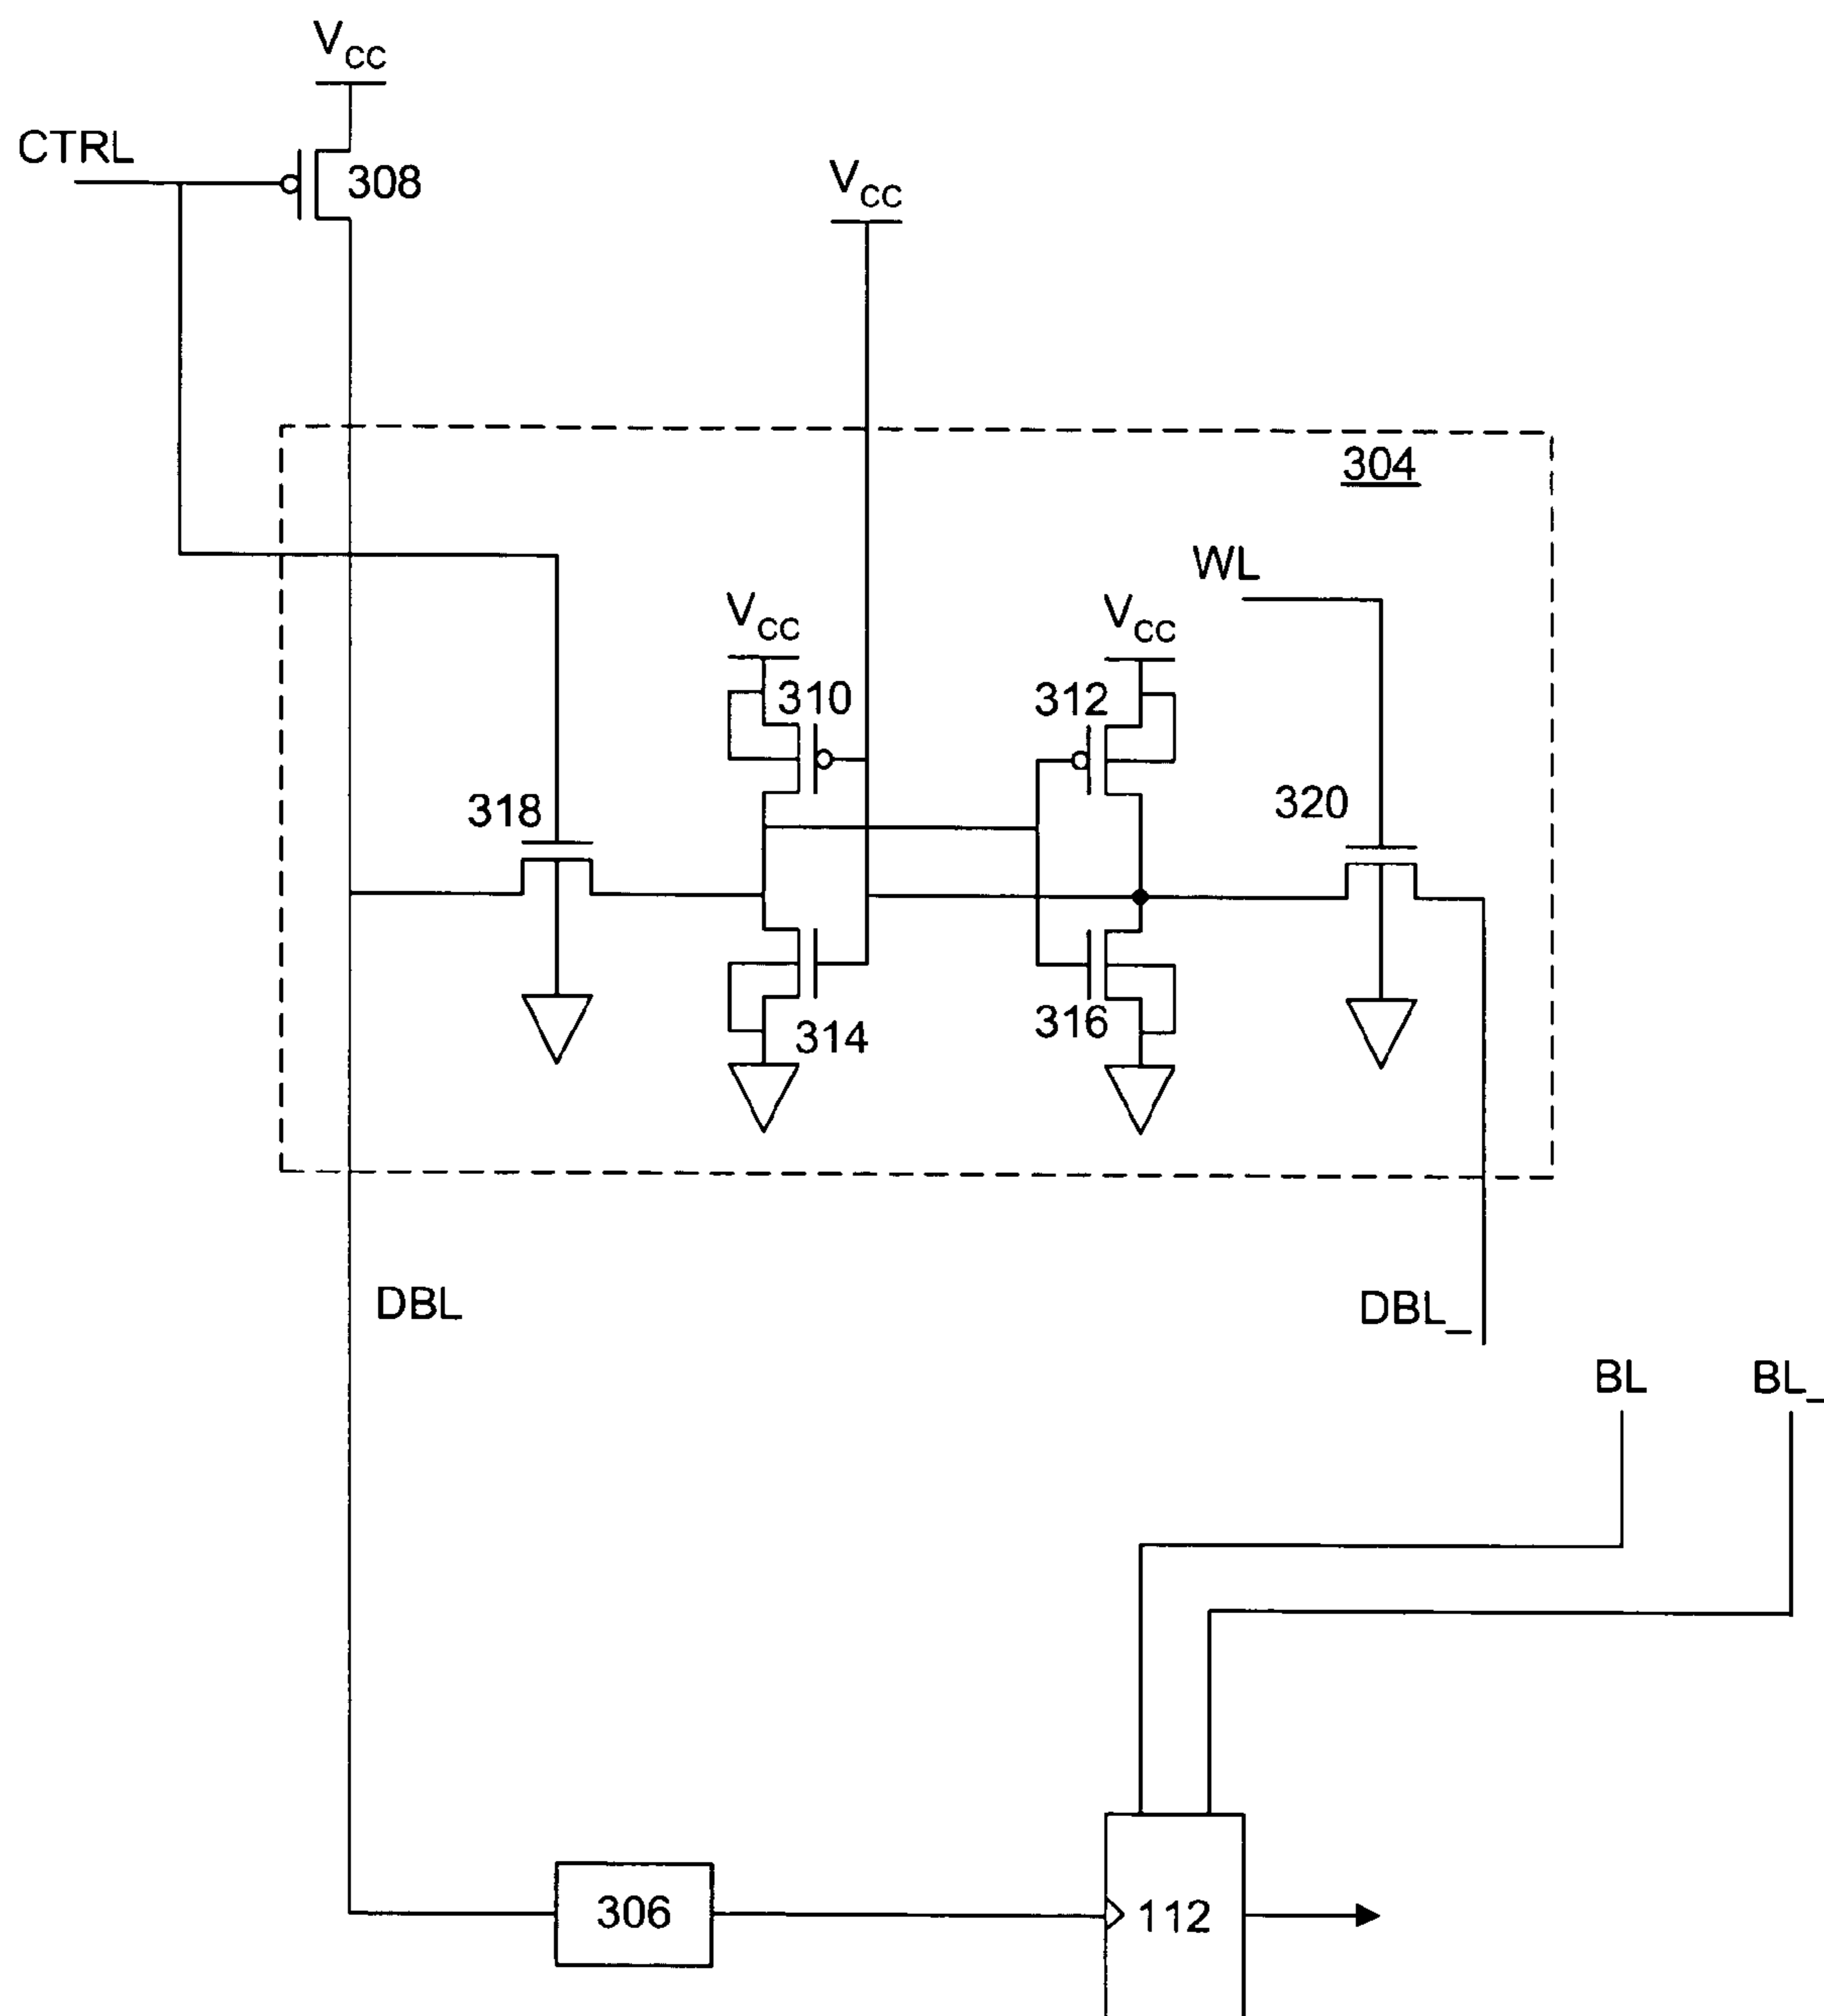 VCC
CTRL
308
VCC
304
WL
VCC
VCC
310
312
318
320
314
316
DBL
DBL_
BL
BL_
306
112